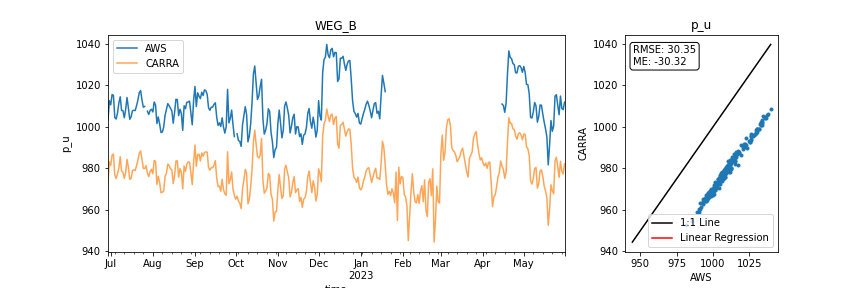 WEG_B
p_u
1040
1020
1000
980
960
940
p_u
AWS
CARRA
Jul
Aug
Sep
Oct
Nov
Dec
Jan
2023
Feb
Mar
Apr
May
1040
1020
1000
980
960
940
CARRA
RMSE: 30.35
ME: -30.32
1:1 Line
Linear Regression
950
975
1000
1025
AWS